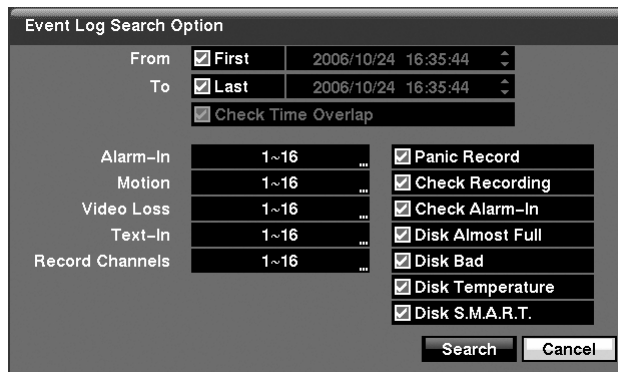 Event Log Search Option
From First 2006/10/24 16:35:44
To Last 2006/10/24 16:35:44
Check Time Overlap
Alarm-In 1~16 ... Panic Record
Motion 1~16 ... Check Recording
Video Loss 1~16 ... Check Alarm-In
Text-In 1~16 ... Disk Almost Full
Record Channels 1~16 ... Disk Bad
Disk Temperature
Disk S.M.A.R.T.
Search Cancel